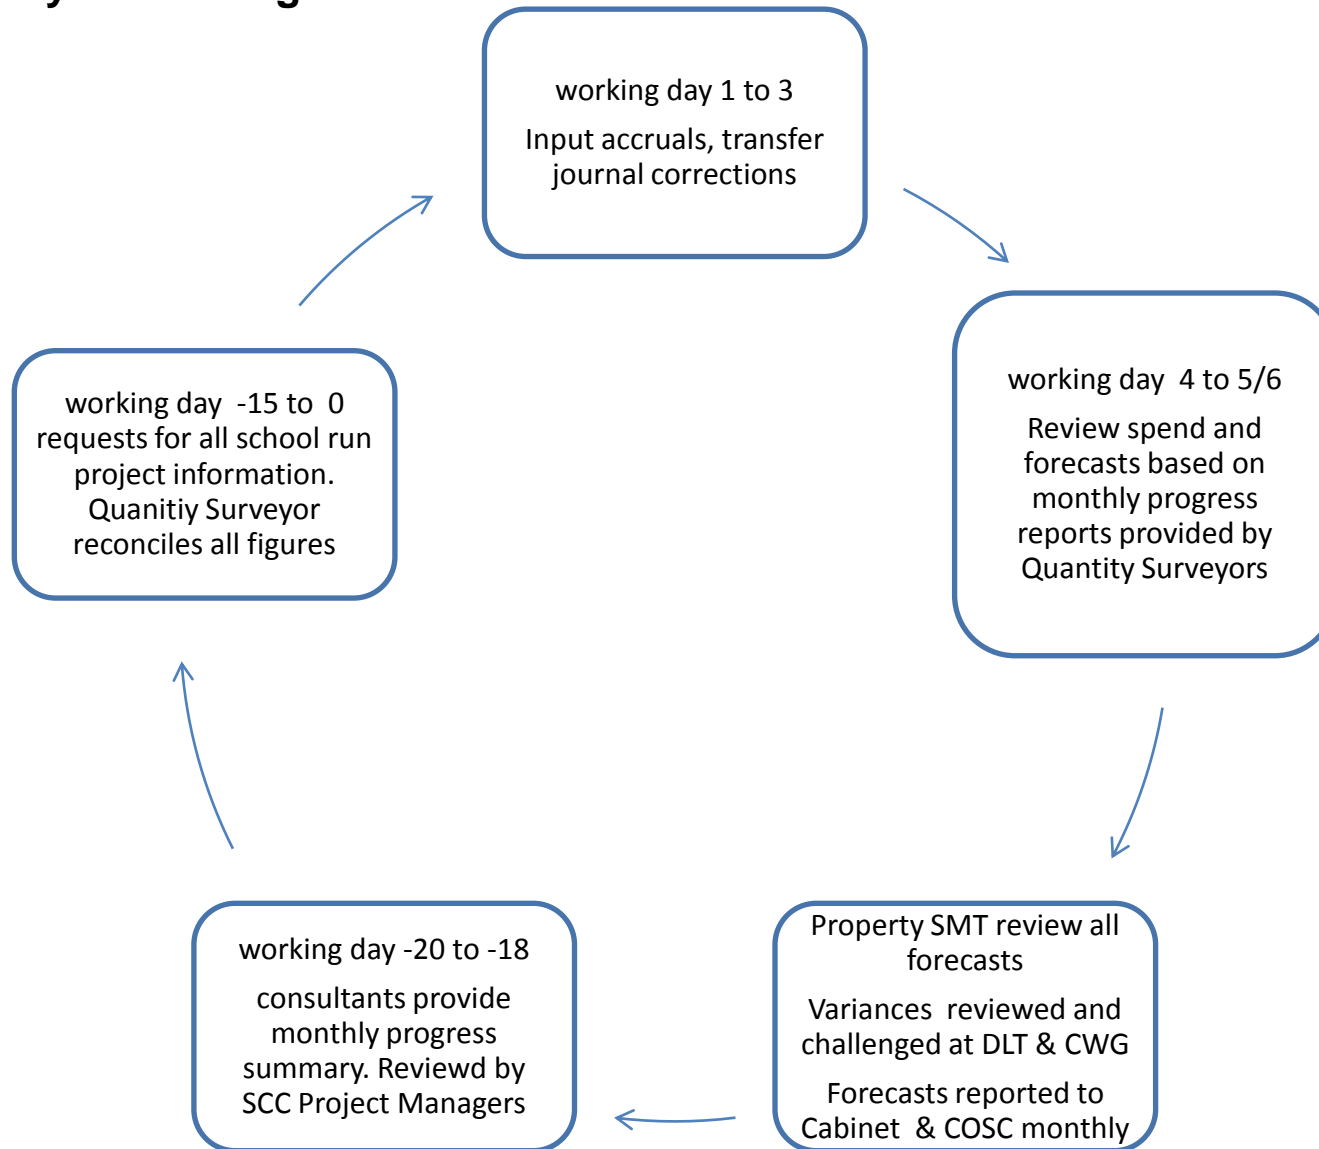 working day 1 to 3
Input accruals, transfer
journal corrections
working day 4 to 5/6
Review spend and
forecasts based on
monthly progress
reports provided by
Quantity Surveyors
Property SMT review all
forecasts
Variances reviewed and
challenged at DLT & CWG
Forecasts reported to
Cabinet & COSC monthly
working day -20 to -18
consultants provide
monthly progress
summary. Reviewd by
SCC Project Managers
working day -15 to 0
requests for all school run
project information.
Quanitiy Surveyor
reconciles all figures